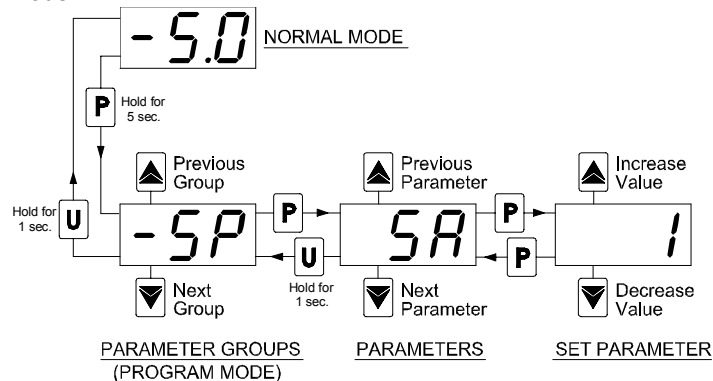 -5.0
NORMAL MODE
P
Hold for
5 sec.
Hold for
1 sec.
U
Previous
Group
-SP
Next
Group
P
U
Hold for
1 sec.
Previous
Parameter
SA
Next
Parameter
P
P
Increase
Value
1
Decrease
Value
PARAMETER GROUPS
(PROGRAM MODE)
PARAMETERS
SET PARAMETER